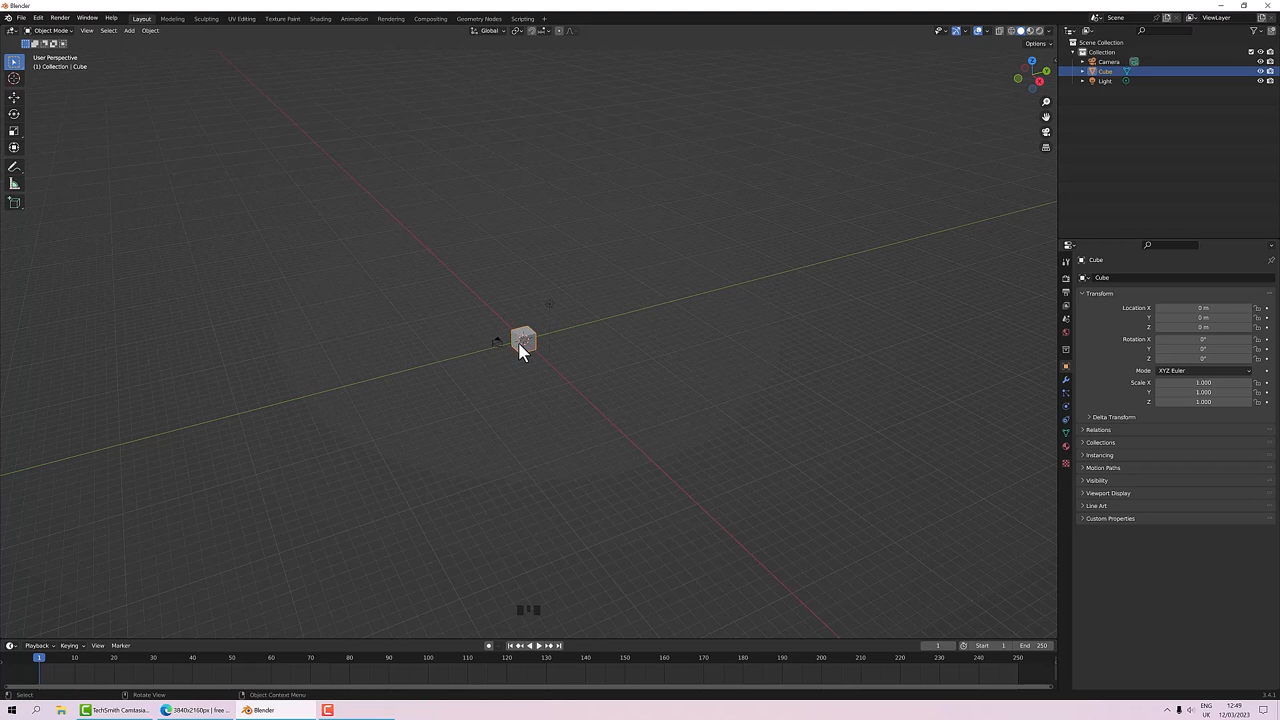 Blender
File Edit Render Window Help Layout Modeling Sculpting UV Editing Texture Paint Shading Animation Rendering Compositing Geometry Nodes Scripting + Scene ViewLayer
Object Mode View Select Add Object Global
Options
User Perspective
(1) Collection | Cube
Z
Y
X
Scene Collection
Collection
Camera
Cube
Light
Cube
Cube
Transform
Location X 0 m
Y 0 m
Z 0 m
Rotation X 0°
Y 0°
Z 0°
Mode XYZ Euler
Scale X 1.000
Y 1.000
Z 1.000
Delta Transform
Relations
Collections
Instancing
Motion Paths
Visibility
Viewport Display
Line Art
Custom Properties
Playback Keying View Marker 1 Start 1 End 250
1 10 20 30 40 50 60 70 80 90 100 110 120 130 140 150 160 170 180 190 200 210 220 230 240 250
Select Rotate View Object Context Menu 3.4.1
TechSmith Camtasia... 3840x2160px | free ... Blender
ENG 12:49
UK 12/03/2023